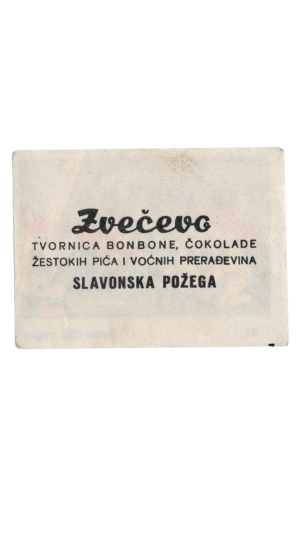 Zvečevo
TVORNICA BONBONE, ČOKOLADE
ŽESTOKIH PIĆA I VOĆNIH PRERAĐEVINA
SLAVONSKA POŽEGA